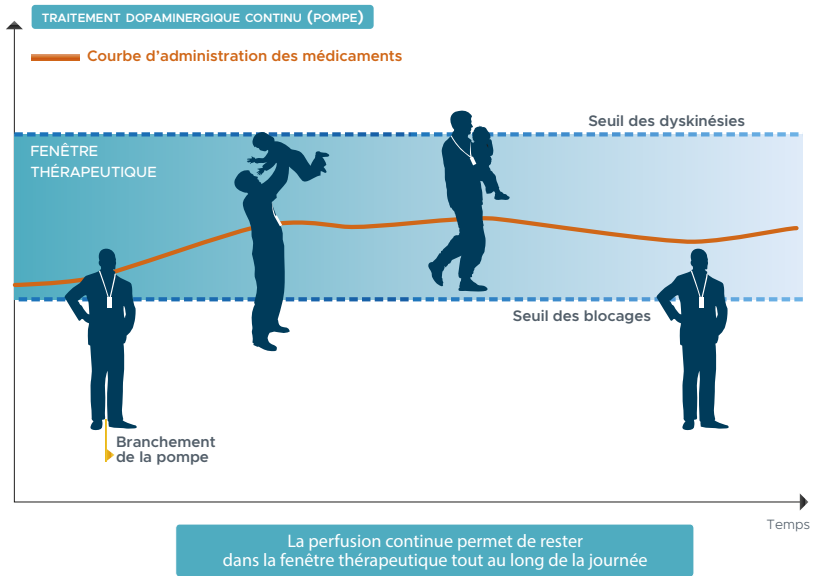 TRAITEMENT DOPAMINERGIQUE CONTINU (POMPE)
Courbe d’administration des médicaments
Seuil des dyskinésies
FENÊTRE
THÉRAPEUTIQUE
Seuil des blocages
Branchement
de la pompe
Temps
La perfusion continue permet de rester
dans la fenêtre thérapeutique tout au long de la journée